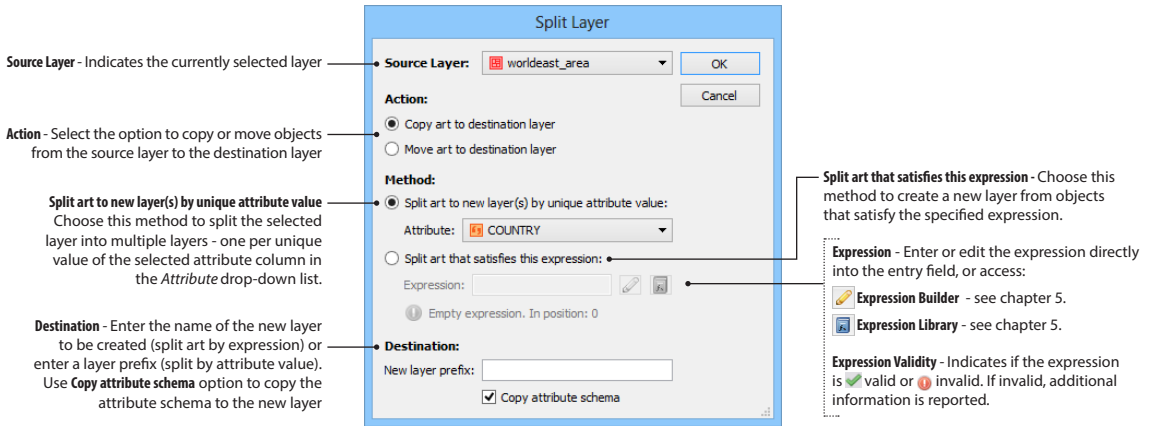 Split Layer
Source Layer - Indicates the currently selected layer
Source Layer:
worldeast_area
OK
Cancel
Action:
Action - Select the option to copy or move objects
from the source layer to the destination layer
Copy art to destination layer
Move art to destination layer
Method:
Split art to new layer(s) by unique attribute value
Choose this method to split the selected
layer into multiple layers - one per unique
value of the selected attribute column in
the Attribute drop-down list.
Split art to new layer(s) by unique attribute value:
Attribute:
COUNTRY
Split art that satisfies this expression:
Expression:
Empty expression. In position: 0
Split art that satisfies this expression - Choose this
method to create a new layer from objects
that satisfy the specified expression.
Expression - Enter or edit the expression directly
into the entry field, or access:
Expression Builder - see chapter 5.
Expression Library - see chapter 5.
Expression Validity - Indicates if the expression
is valid or invalid. If invalid, additional
information is reported.
Destination - Enter the name of the new layer
to be created (split art by expression) or
enter a layer prefix (split by attribute value).
Use Copy attribute schema option to copy the
attribute schema to the new layer
Destination:
New layer prefix:
Copy attribute schema